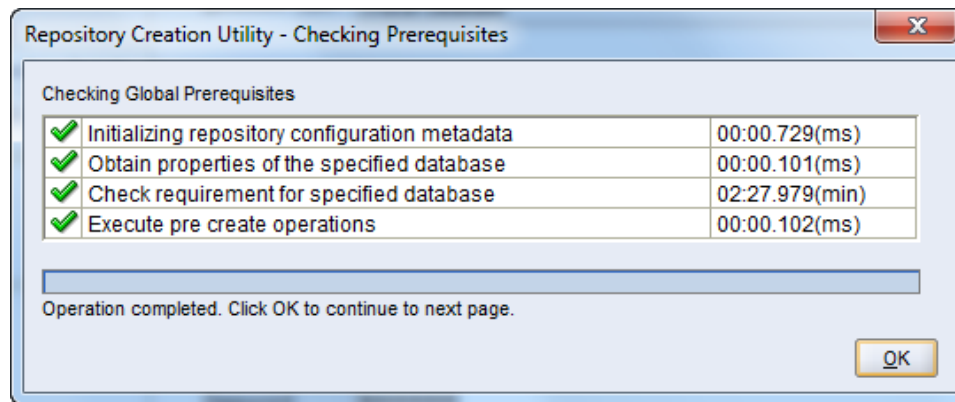 Repository Creation Utility - Checking Prerequisites
Checking Global Prerequisites
Initializing repository configuration metadata 00:00.729(ms)
Obtain properties of the specified database 00:00.101(ms)
Check requirement for specified database 02:27.979(min)
Execute pre create operations 00:00.102(ms)
Operation completed. Click OK to continue to next page.
OK